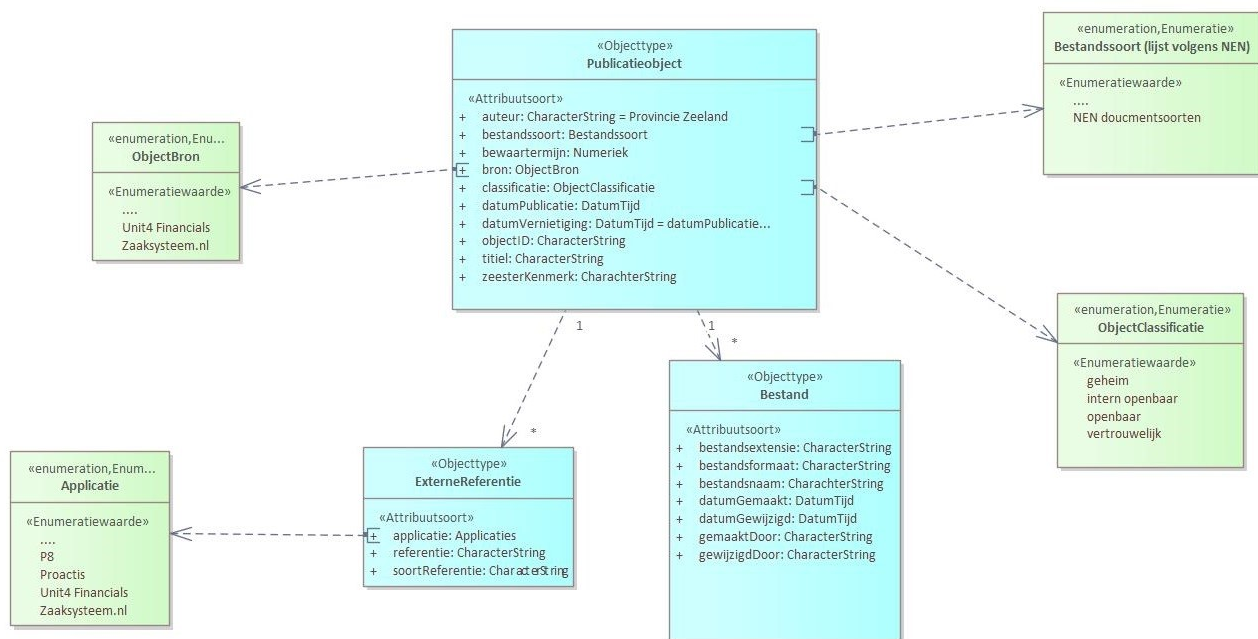 «Objecttype»
Publicatieobject
«Attribuutsoort»
+ auteur: CharacterString = Provincie Zeeland
+ bestandssoort: Bestandssoort
+ bewaartermijn: Numeriek
+ bron: ObjectBron
+ classificatie: ObjectClassificatie
+ datumPublicatie: DatumTijd
+ datumVernietiging: DatumTijd = datumPublicatie...
+ objectID: CharacterString
+ titiel: CharacterString
+ zeesterKenmerk: CharachterString
«enumeration,Enumeratie»
Bestandssoort (lijst volgens NEN)
«Enumeratiewaarde»
....
NEN doucmentsoorten
«enumeration,Enu...
ObjectBron
«Enumeratiewaarde»
....
Unit4 Financials
Zaaksysteem.nl
«enumeration,Enumeratie»
ObjectClassificatie
«Enumeratiewaarde»
geheim
intern openbaar
openbaar
vertrouwelijk
1
*
1
*
«Objecttype»
Bestand
«Attribuutsoort»
+ bestandsextensie: CharacterString
+ bestandsformaat: CharacterString
+ bestandsnaam: CharachterString
+ datumGemaakt: DatumTijd
+ datumGewijzigd: DatumTijd
+ gemaaktDoor: CharacterString
+ gewijzigdDoor: CharacterString
«Objecttype»
ExterneReferentie
«Attribuutsoort»
+ applicatie: Applicaties
+ referentie: CharacterString
+ soortReferentie: CharacterString
«enumeration,Enum...
Applicatie
«Enumeratiewaarde»
....
P8
Proactis
Unit4 Financials
Zaaksysteem.nl